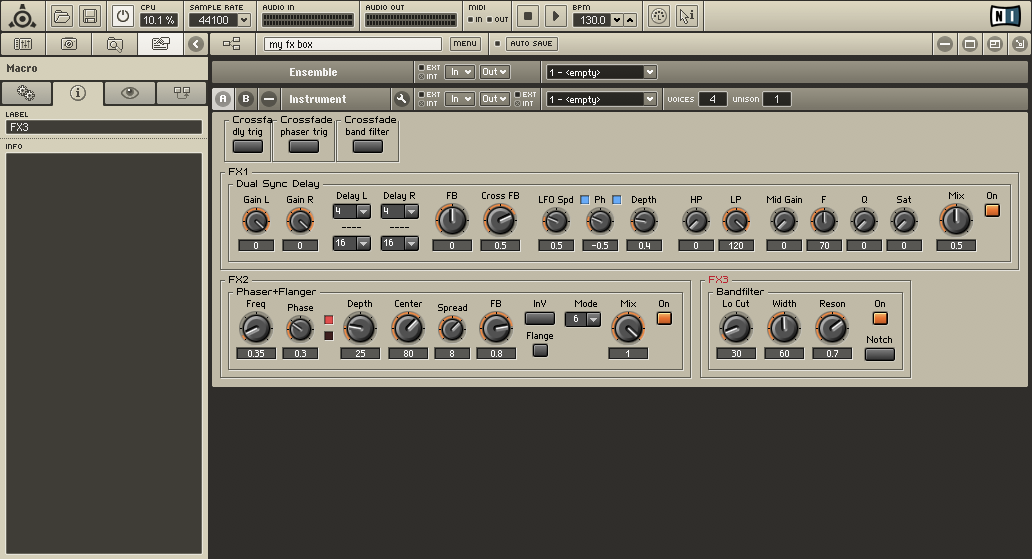 CPU SAMPLE RATE AUDIO IN AUDIO OUT MIDI BPM
10.1 % 44100 IN OUT 130.0 NI
my fx box MENU AUTO SAVE
Macro
Ensemble EXT INT In Out 1 - <empty>
A B Instrument EXT INT In Out EXT INT 1 - <empty> VOICES 4 UNISON 1
LABEL
FX3
INFO
Crossfa Crossfade Crossfade
dly trig phaser trig band filter
FX1
Dual Sync Delay
Gain L Gain R Delay L Delay R FB Cross FB LFO Spd Ph Depth HP LP Mid Gain F Q Sat Mix On
4 4
---- ----
0 0 16 16 0 0.5 0.5 -0.5 0.4 0 120 0 70 0 0 0.5
FX2
Phaser+Flanger
Freq Phase Depth Center Spread FB InV Mode Mix On
6
Flange
0.35 0.3 25 80 8 0.8 1
FX3
Bandfilter
Lo Cut Width Reson On
Notch
30 60 0.7